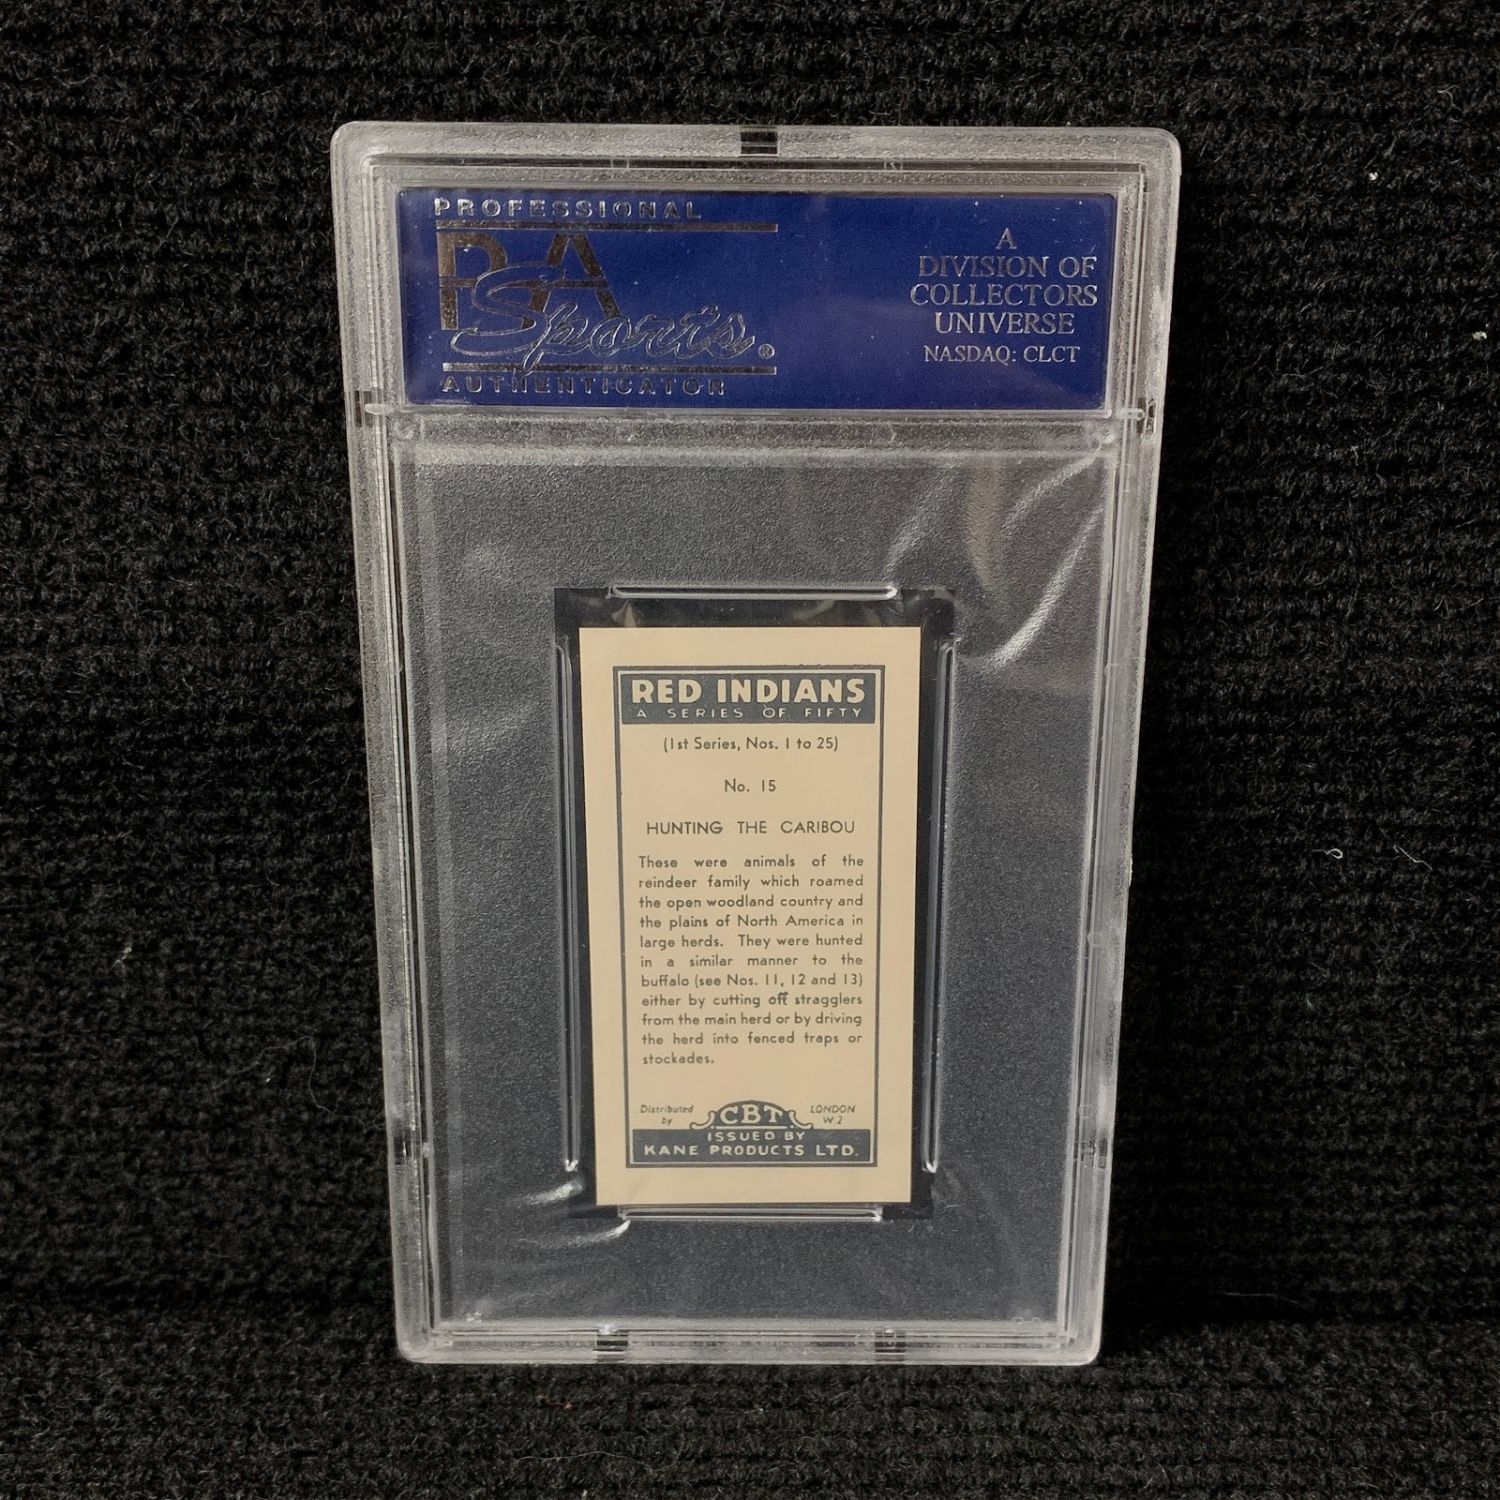 PROFESSIONAL
PSA
Sports®
AUTHENTICATOR
A
DIVISION OF
COLLECTORS
UNIVERSE
NASDAQ: CLCT
RED INDIANS
A SERIES OF FIFTY
(1st Series, Nos. 1 to 25)
No. 15
HUNTING THE CARIBOU
These were animals of the
reindeer family which roamed
the open woodland country and
the plains of North America in
large herds. They were hunted
in a similar manner to the
buffalo (see Nos. 11, 12 and 13)
either by cutting off stragglers
from the main herd or by driving
the herd into fenced traps or
stockades.
Distributed
by
CBT
LONDON
W.2
ISSUED BY
KANE PRODUCTS LTD.